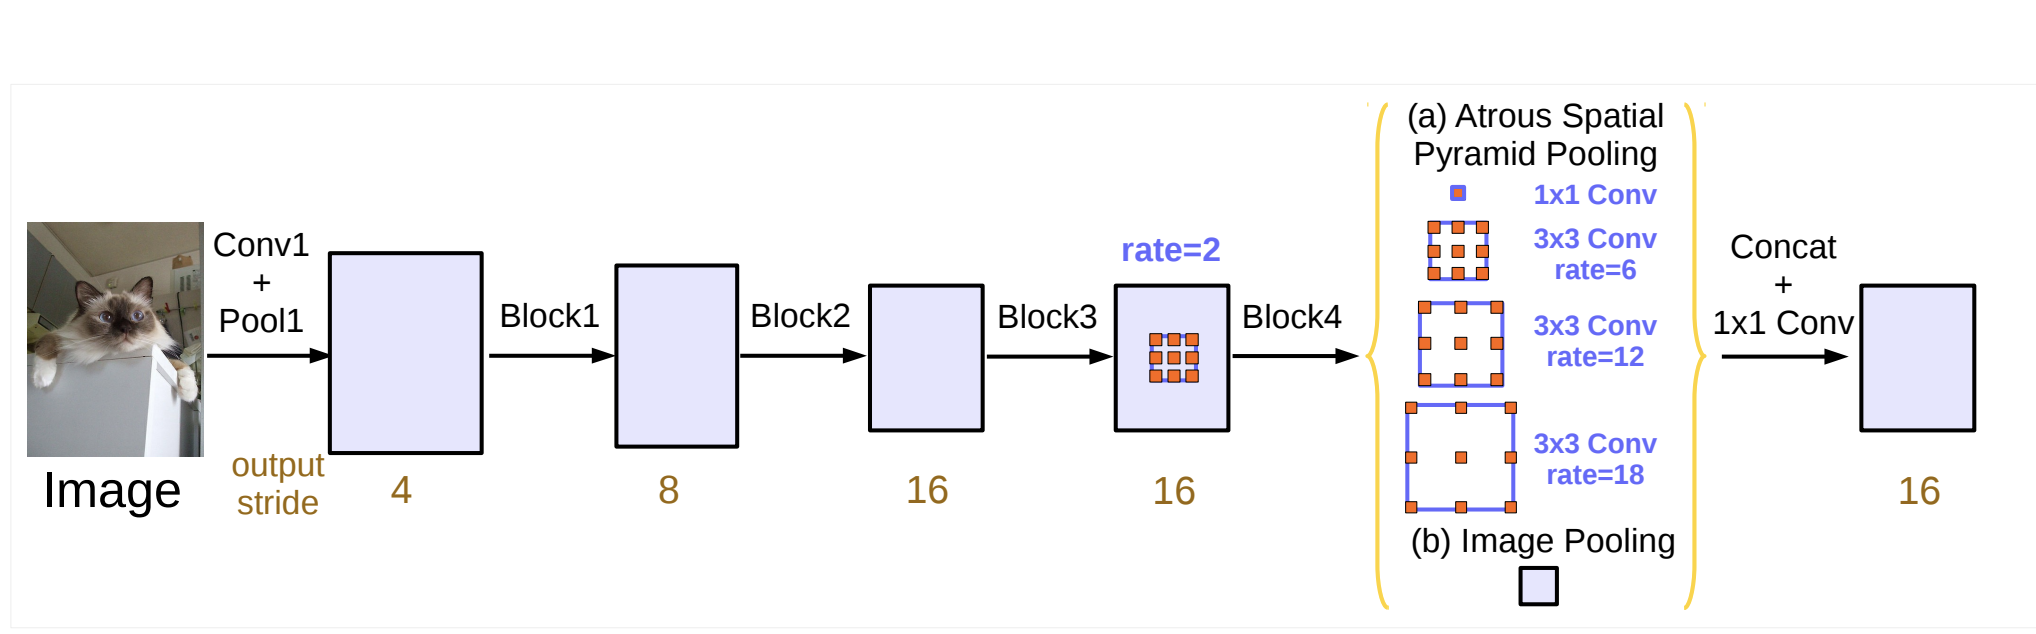 Image
output
stride
Conv1
+
Pool1
4
Block1
8
Block2
16
Block3
rate=2
16
Block4
(a) Atrous Spatial
Pyramid Pooling
1x1 Conv
3x3 Conv
rate=6
3x3 Conv
rate=12
3x3 Conv
rate=18
(b) Image Pooling
Concat
+
1x1 Conv
16